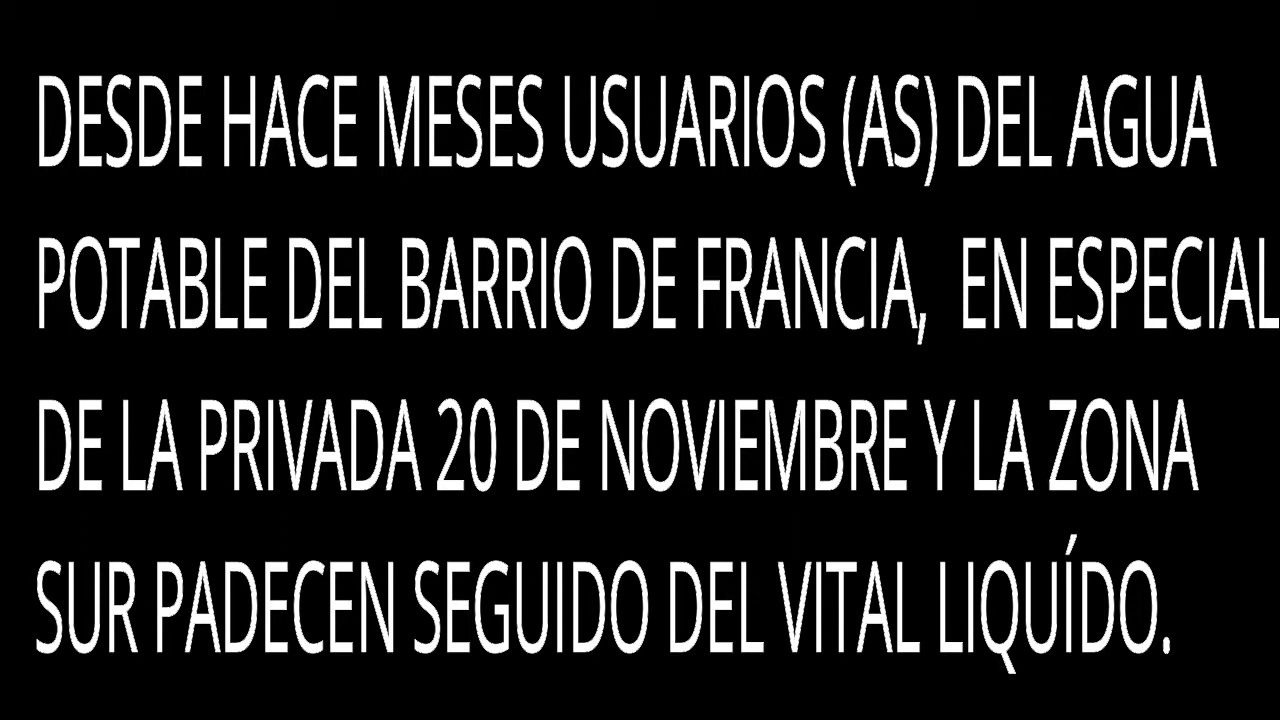 DESDE HACE MESES USUARIOS (AS) DEL AGUA
POTABLE DEL BARRIO DE FRANCIA, EN ESPECIAL
DE LA PRIVADA 20 DE NOVIEMBRE Y LA ZONA
SUR PADECEN SEGUIDO DEL VITAL LIQUÍDO.